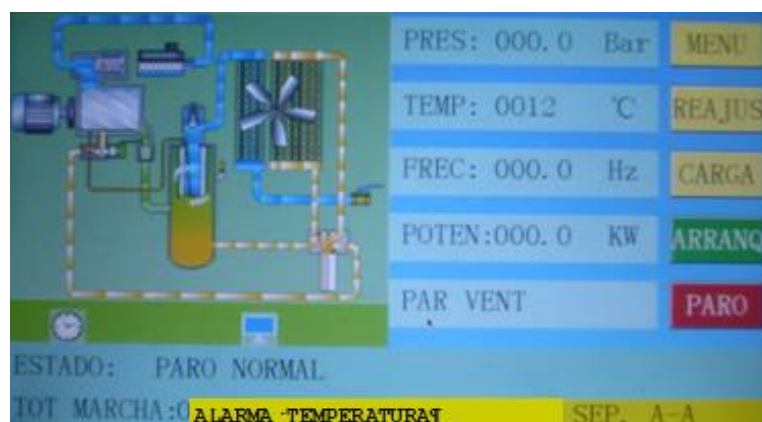 PRES: 000.0 Bar MENU
TEMP: 0012 ℃ REAJUS
FREC: 000.0 Hz CARGA
POTEN:000.0 KW ARRANQ
PAR VENT PARO
ESTADO: PARO NORMAL
TOT MARCHA:0 ALARMA TEMPERATURA¶ SEP. A-A